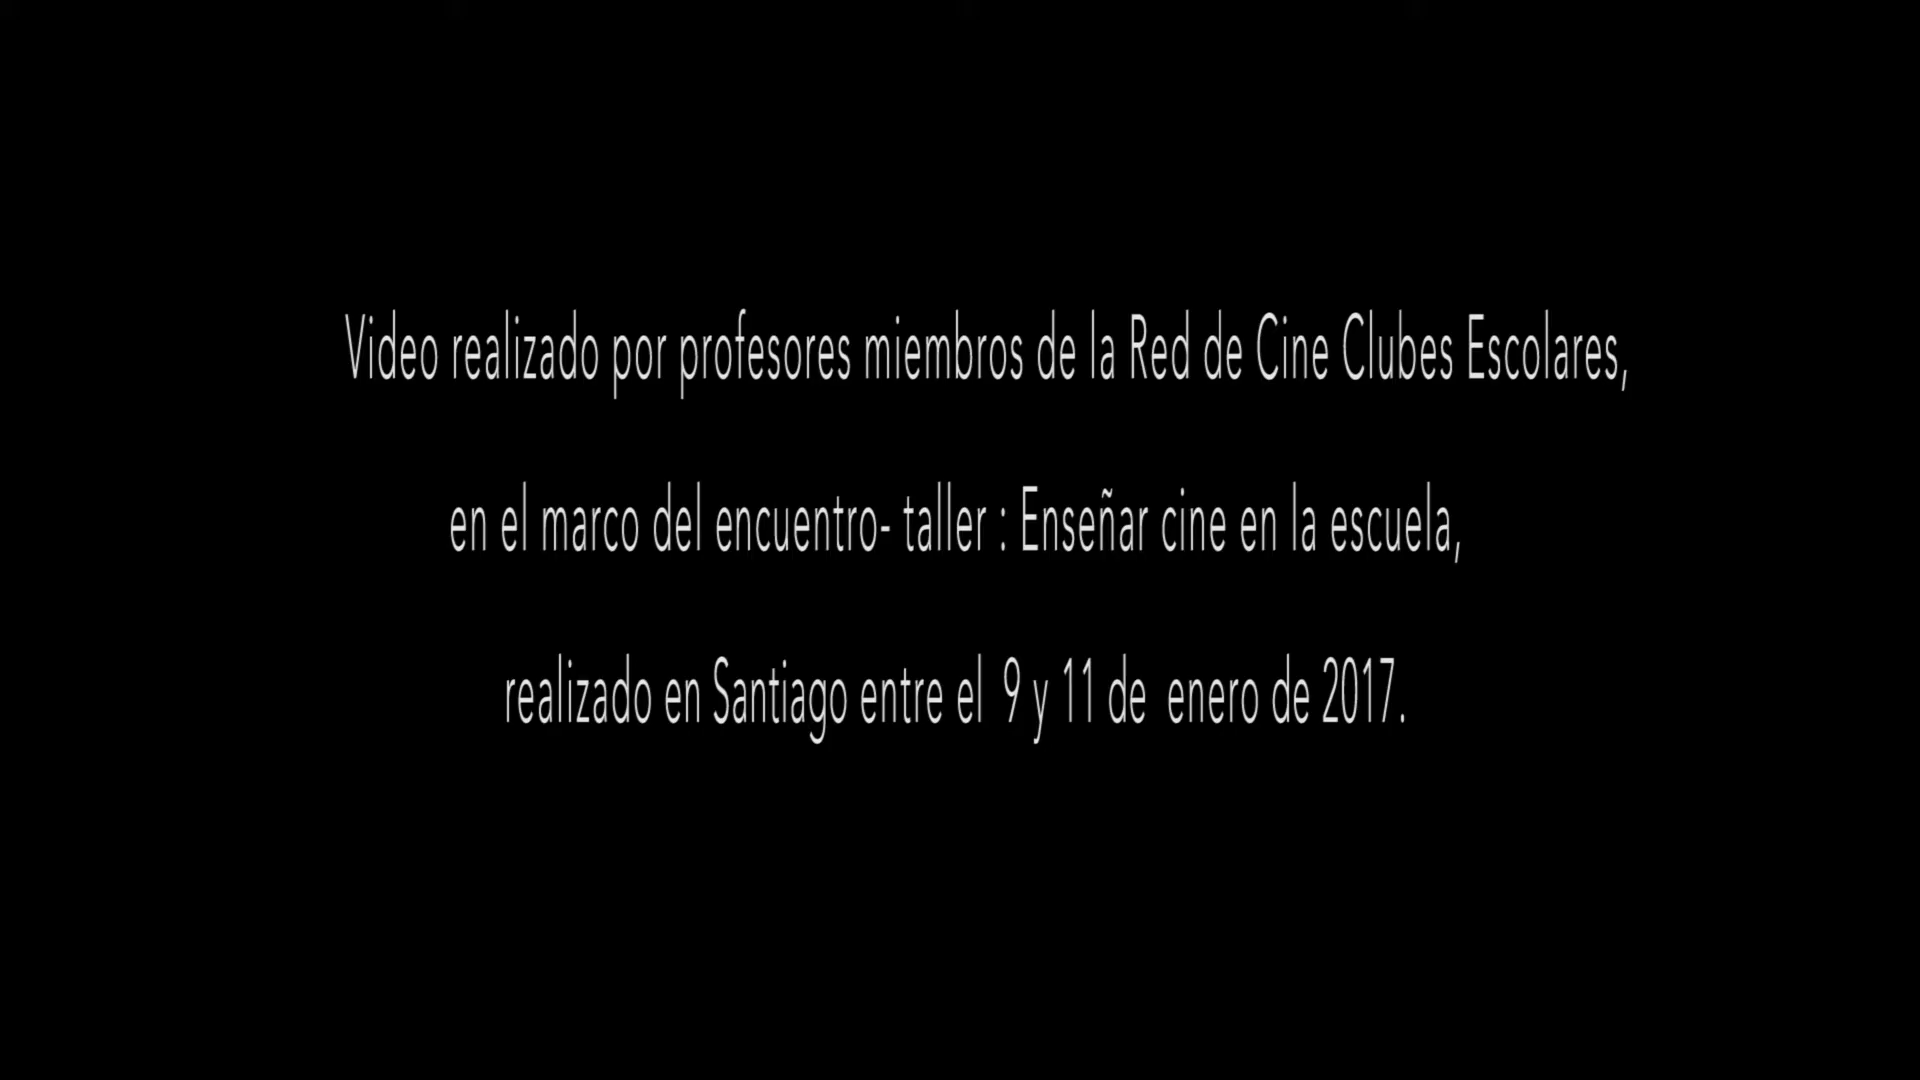 Video realizado por profesores miembros de la Red de Cine Clubes Escolares,
en el marco del encuentro- taller : Enseñar cine en la escuela,
realizado en Santiago entre el 9 y 11 de enero de 2017.